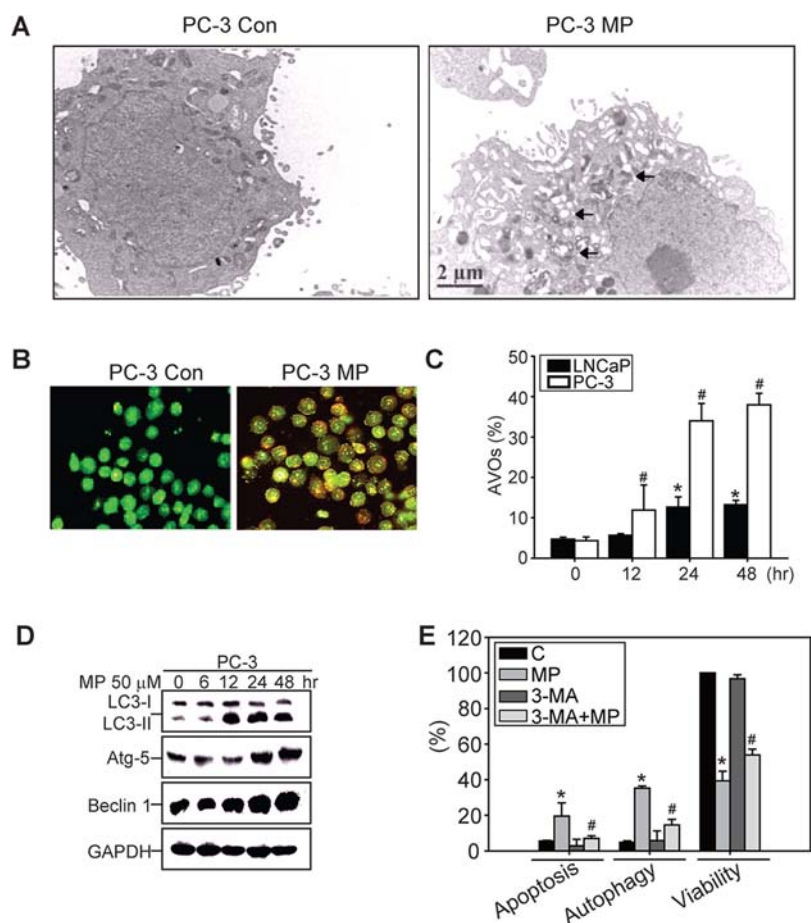 A
PC-3 Con
PC-3 MP
2 µm
B
PC-3 Con
PC-3 MP
C
50
40
30
20
10
0
AVOs (%)
LNCaP
PC-3
#
#
#
*
*
0 12 24 48 (hr)
D
PC-3
MP 50 µM 0 6 12 24 48 hr
LC3-I
LC3-II
Atg-5
Beclin 1
GAPDH
E
120
100
80
60
40
20
0
(%)
C
MP
3-MA
3-MA+MP
* # * # * #
Apoptosis
Autophagy
Viability